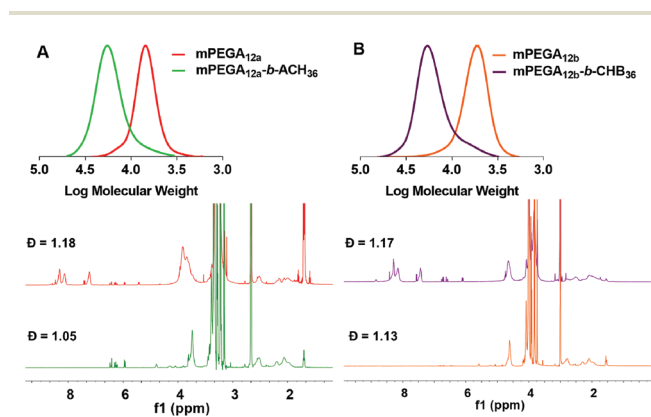 A
mPEGA12a
mPEGA12a-b-ACH36
5.0 4.5 4.0 3.5 3.0
Log Molecular Weight
Đ = 1.18
Đ = 1.05
8 6 4 3 2
f1 (ppm)
B
mPEGA12b
mPEGA12b-b-CHB36
5.0 4.5 4.0 3.5 3.0
Log Molecular Weight
Đ = 1.17
Đ = 1.13
8 6 4 2
f1 (ppm)